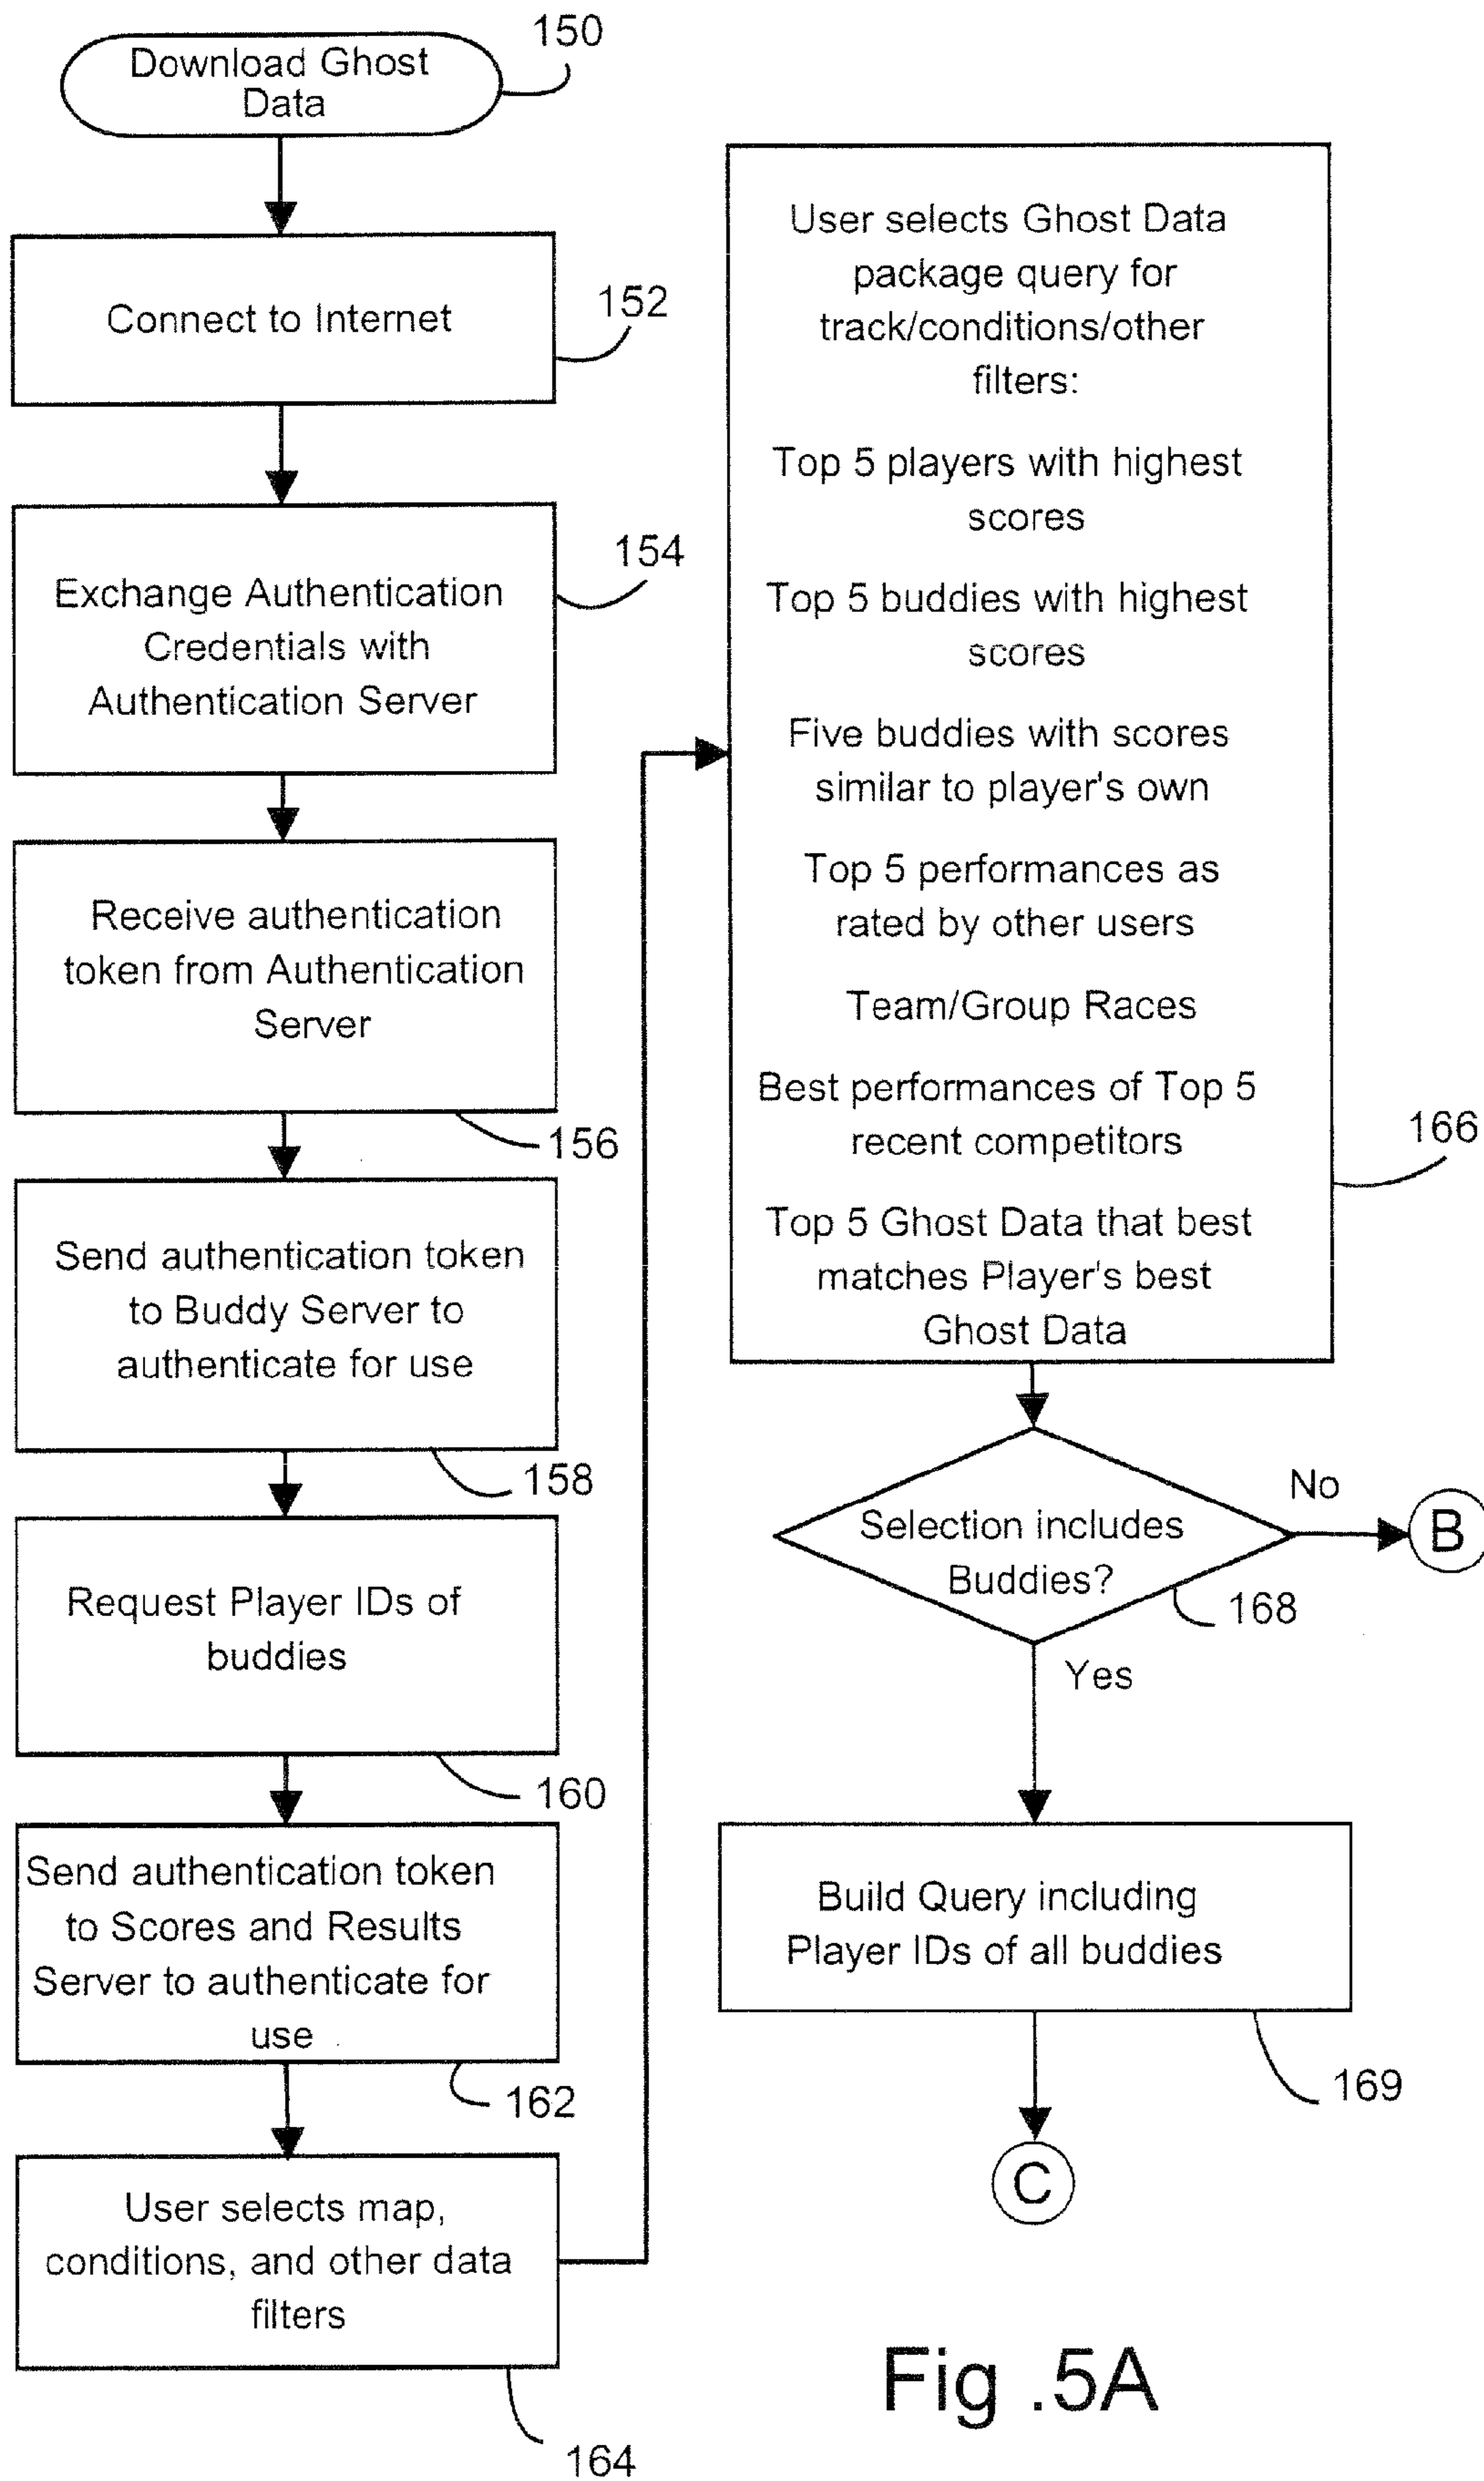 Download Ghost
Data
150
Connect to Internet
152
Exchange Authentication
Credentials with
Authentication Server
154
Receive authentication
token from Authentication
Server
156
Send authentication token
to Buddy Server to
authenticate for use
158
Request Player IDs of
buddies
160
Send authentication token
to Scores and Results
Server to authenticate for
use
162
User selects map,
conditions, and other data
filters
164
User selects Ghost Data
package query for
track/conditions/other
filters:
Top 5 players with highest
scores
Top 5 buddies with highest
scores
Five buddies with scores
similar to player's own
Top 5 performances as
rated by other users
Team/Group Races
Best performances of Top 5
recent competitors
Top 5 Ghost Data that best
matches Player's best
Ghost Data
166
Selection includes
Buddies?
168
No
B
Yes
Build Query including
Player IDs of all buddies
169
C
Fig .5A